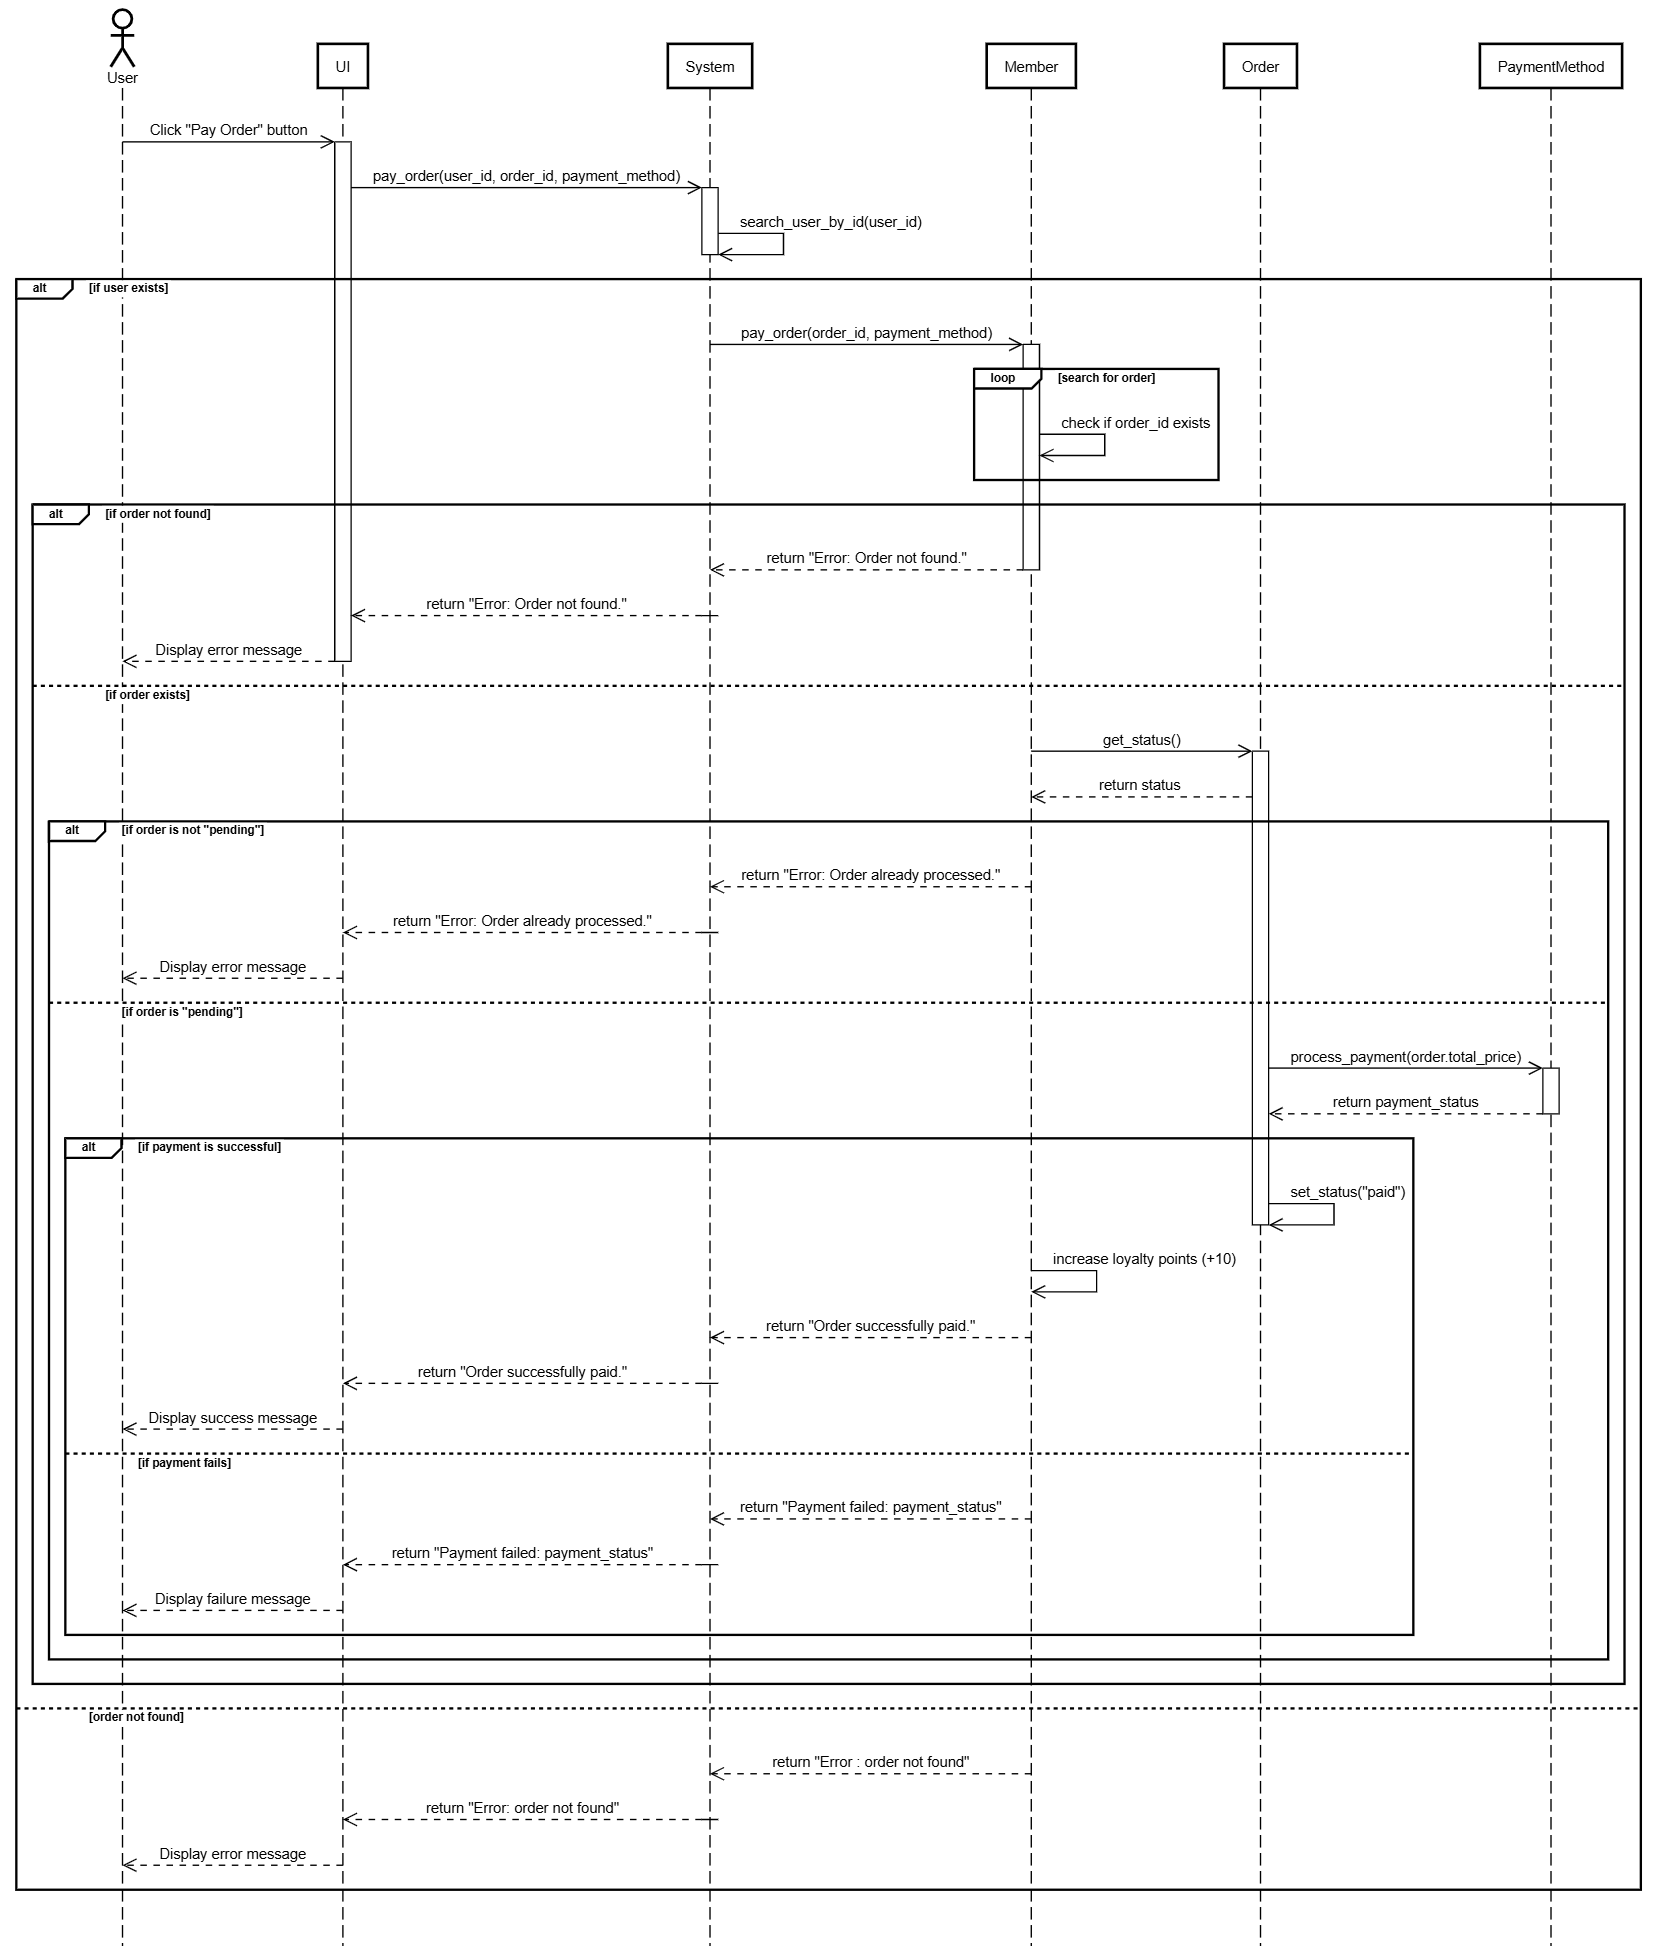 User
UI
System
Member
Order
PaymentMethod
Click "Pay Order" button
pay_order(user_id, order_id, payment_method)
search_user_by_id(user_id)
alt
[if user exists]
pay_order(order_id, payment_method)
loop
[search for order]
check if order_id exists
alt
[if order not found]
return "Error: Order not found."
return "Error: Order not found."
Display error message
[if order exists]
get_status()
return status
alt
[if order is not "pending"]
return "Error: Order already processed."
return "Error: Order already processed."
Display error message
[if order is "pending"]
process_payment(order.total_price)
return payment_status
alt
[if payment is successful]
set_status("paid")
increase loyalty points (+10)
return "Order successfully paid."
return "Order successfully paid."
Display success message
[if payment fails]
return "Payment failed: payment_status"
return "Payment failed: payment_status"
Display failure message
[order not found]
return "Error : order not found"
return "Error: order not found"
Display error message